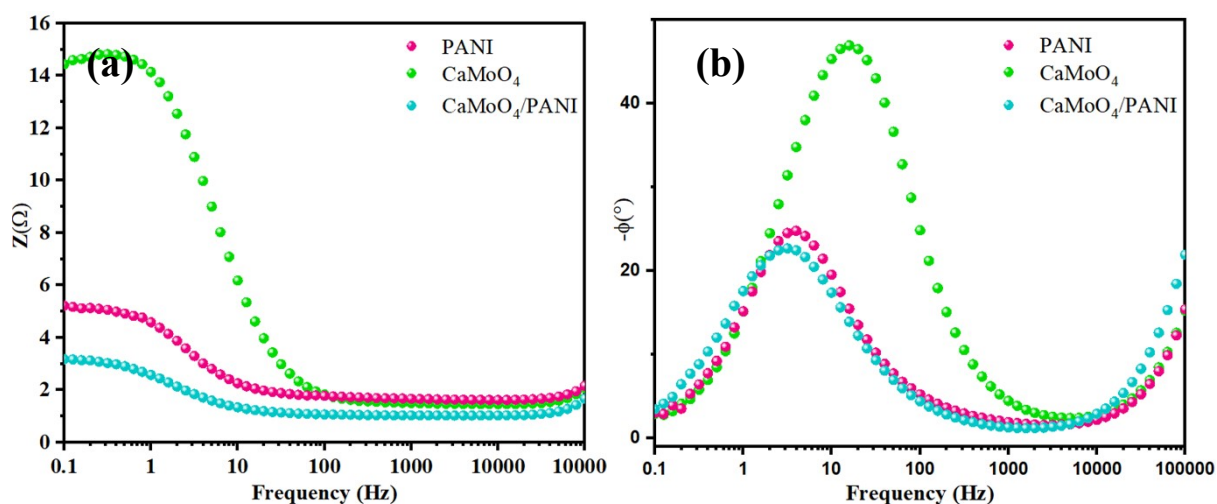 (a)
Z(Ω)
16
14
12
10
8
6
4
2
0
PANI
CaMoO₄
CaMoO₄/PANI
0.1
1
10
100
1000
10000
100000
Frequency (Hz)
(b)
-ϕ(°)
40
20
0
PANI
CaMoO₄
CaMoO₄/PANI
0.1
1
10
100
1000
10000
100000
Frequency (Hz)